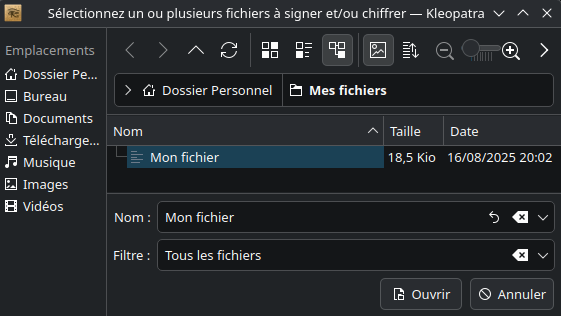 Sélectionnez un ou plusieurs fichiers à signer et/ou chiffrer — Kleopatra
Emplacements
Dossier Pe...
Bureau
Documents
Télécharge...
Musique
Images
Vidéos
Dossier Personnel
Mes fichiers
Nom Taille Date
Mon fichier 18,5 Kio 16/08/2025 20:02
Nom : Mon fichier
Filtre : Tous les fichiers
Ouvrir Annuler